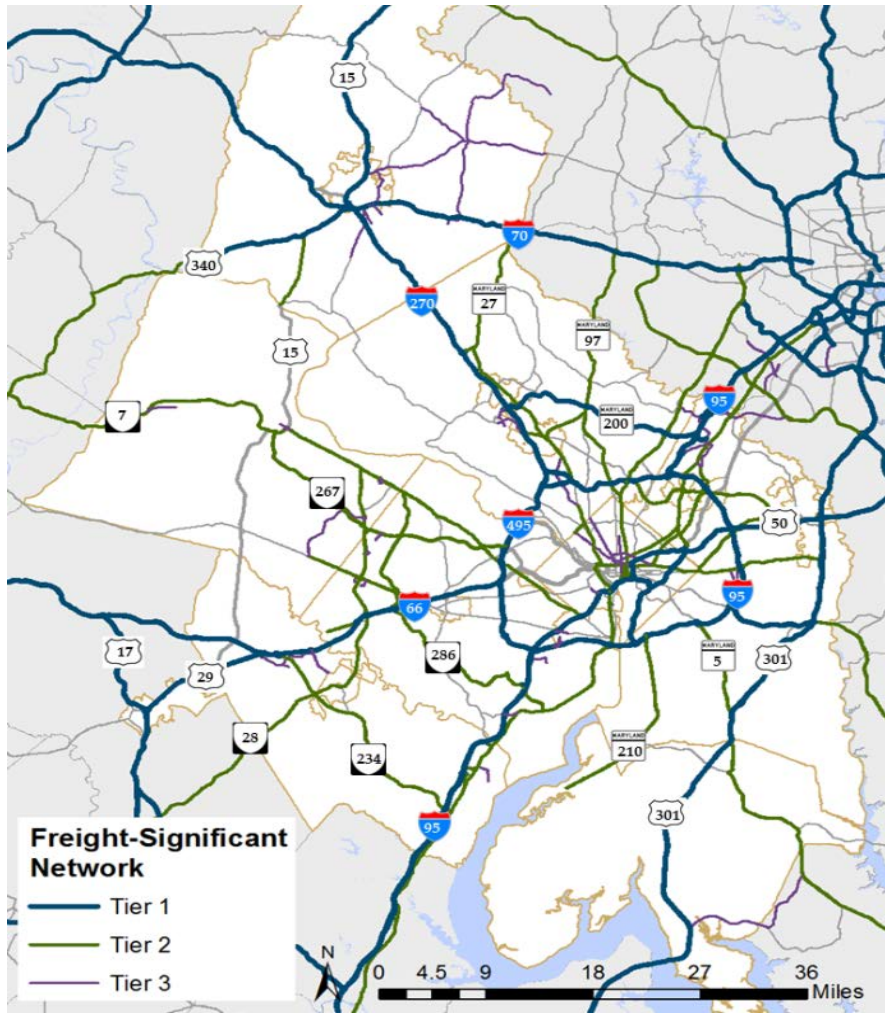 15
70
340
270
MARYLAND
27
15
MARYLAND
97
95
7
MARYLAND
200
267
495
50
66
95
17
286
MARYLAND
5
301
29
28
234
MARYLAND
210
301
95
Freight-Significant
Network
Tier 1
Tier 2
Tier 3
N
0 4.5 9 18 27 36
Miles